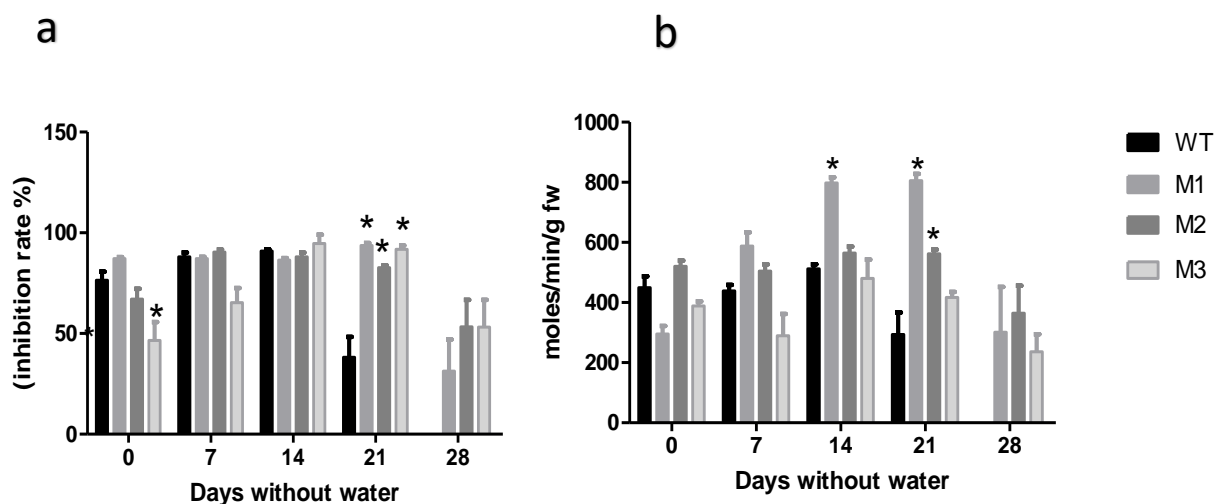 a
(inhibition rate %)
150
100
50
0
*
*
*
*
*
0 7 14 21 28
Days without water
b
moles/min/g fw
1000
800
600
400
200
0
*
*
*
0 7 14 21 28
Days without water
WT
M1
M2
M3